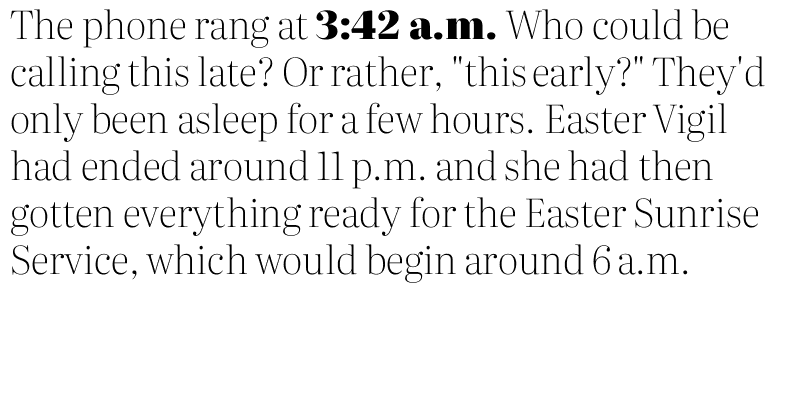 The phone rang at 3:42 a.m. Who could be
calling this late? Or rather, "this early?" They'd
only been asleep for a few hours. Easter Vigil
had ended around 11 p.m. and she had then
gotten everything ready for the Easter Sunrise
Service, which would begin around 6 a.m.